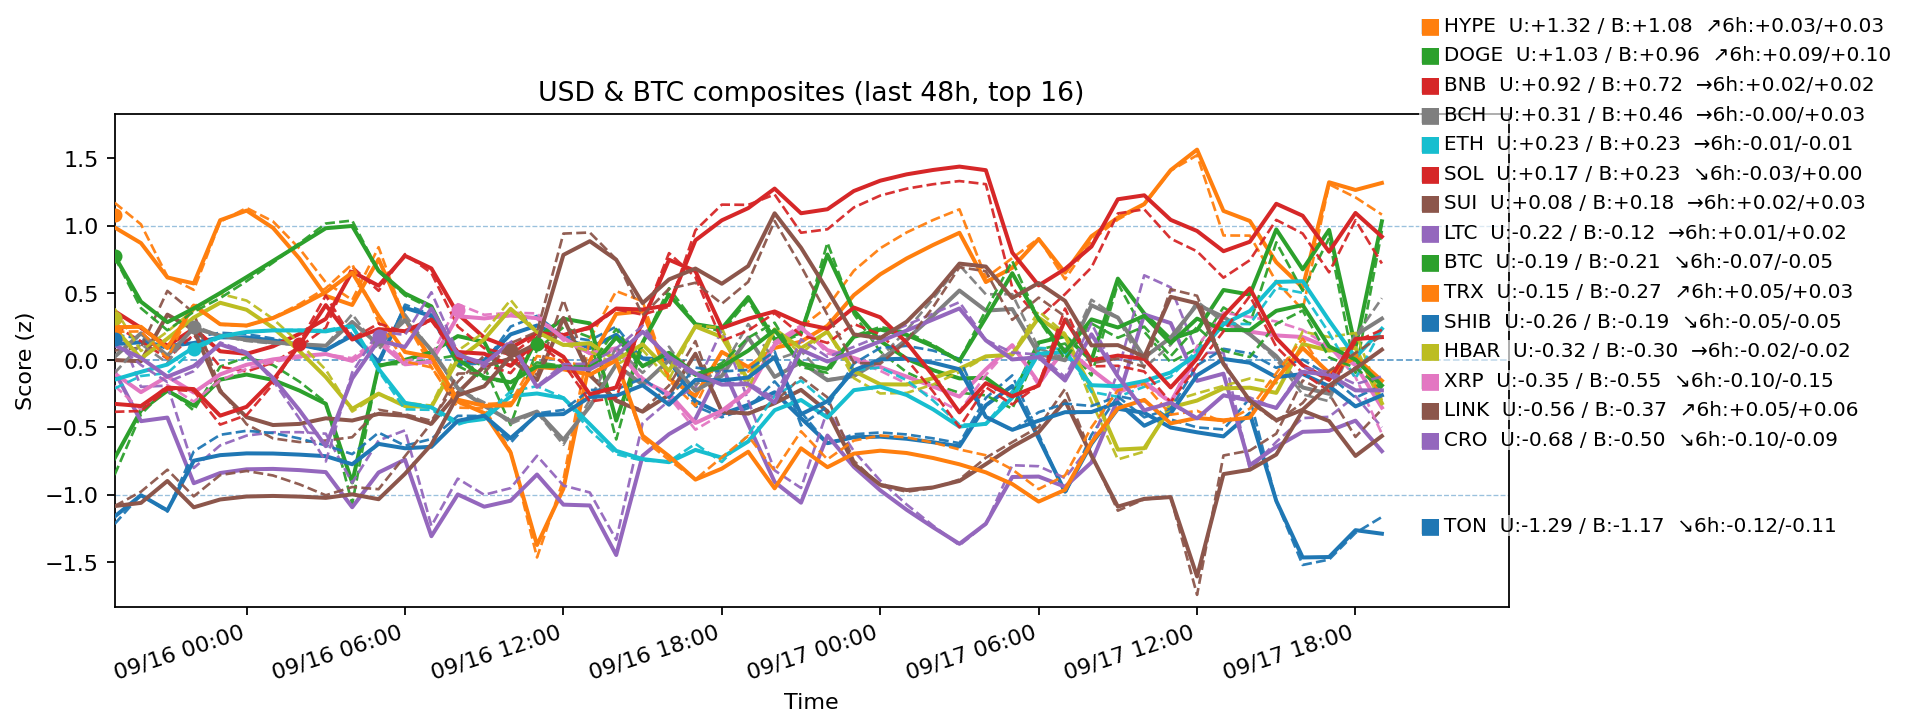 HYPE  U:+1.32 / B:+1.08  ↗6h:+0.03/+0.03
DOGE  U:+1.03 / B:+0.96  ↗6h:+0.09/+0.10
BNB  U:+0.92 / B:+0.72  →6h:+0.02/+0.02
BCH  U:+0.31 / B:+0.46  →6h:-0.00/+0.03
ETH  U:+0.23 / B:+0.23  →6h:-0.01/-0.01
SOL  U:+0.17 / B:+0.23  ↘6h:-0.03/+0.00
SUI  U:+0.08 / B:+0.18  →6h:+0.02/+0.03
LTC  U:-0.22 / B:-0.12  →6h:+0.01/+0.02
BTC  U:-0.19 / B:-0.21  ↘6h:-0.07/-0.05
TRX  U:-0.15 / B:-0.27  ↗6h:+0.05/+0.03
SHIB  U:-0.26 / B:-0.19  ↘6h:-0.05/-0.05
HBAR  U:-0.32 / B:-0.30  →6h:-0.02/-0.02
XRP  U:-0.35 / B:-0.55  ↘6h:-0.10/-0.15
LINK  U:-0.56 / B:-0.37  ↗6h:+0.05/+0.06
CRO  U:-0.68 / B:-0.50  ↘6h:-0.10/-0.09
TON  U:-1.29 / B:-1.17  ↘6h:-0.12/-0.11
USD & BTC composites (last 48h, top 16)
Score (z)
1.5
1.0
0.5
0.0
−0.5
−1.0
−1.5
09/16 00:00
09/16 06:00
09/16 12:00
09/16 18:00
09/17 00:00
09/17 06:00
09/17 12:00
09/17 18:00
Time